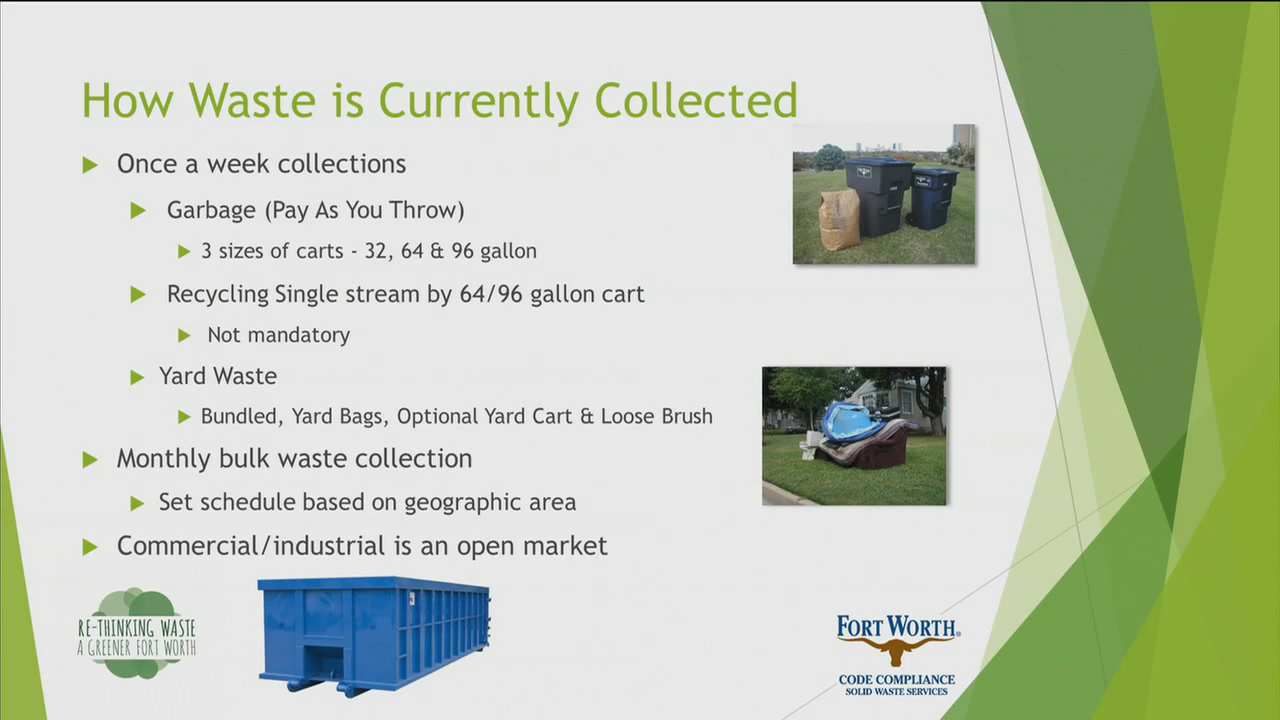 How Waste is Currently Collected
Once a week collections
Garbage (Pay As You Throw)
3 sizes of carts - 32, 64 & 96 gallon
Recycling Single stream by 64/96 gallon cart
Not mandatory
Yard Waste
Bundled, Yard Bags, Optional Yard Cart & Loose Brush
Monthly bulk waste collection
Set schedule based on geographic area
Commercial/industrial is an open market
RE-THINKING WASTE
A GREENER FORT WORTH
FORT WORTH®
CODE COMPLIANCE
SOLID WASTE SERVICES